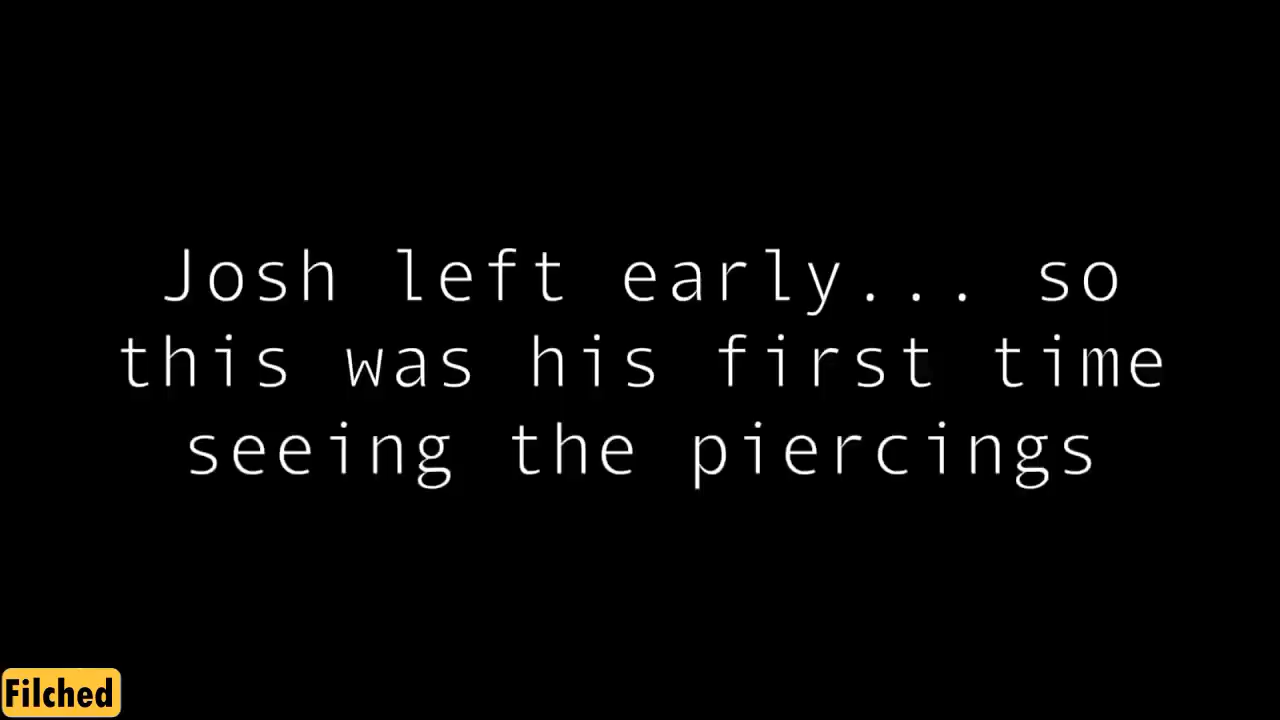 Josh left early... so
this was his first time
seeing the piercings
Filched